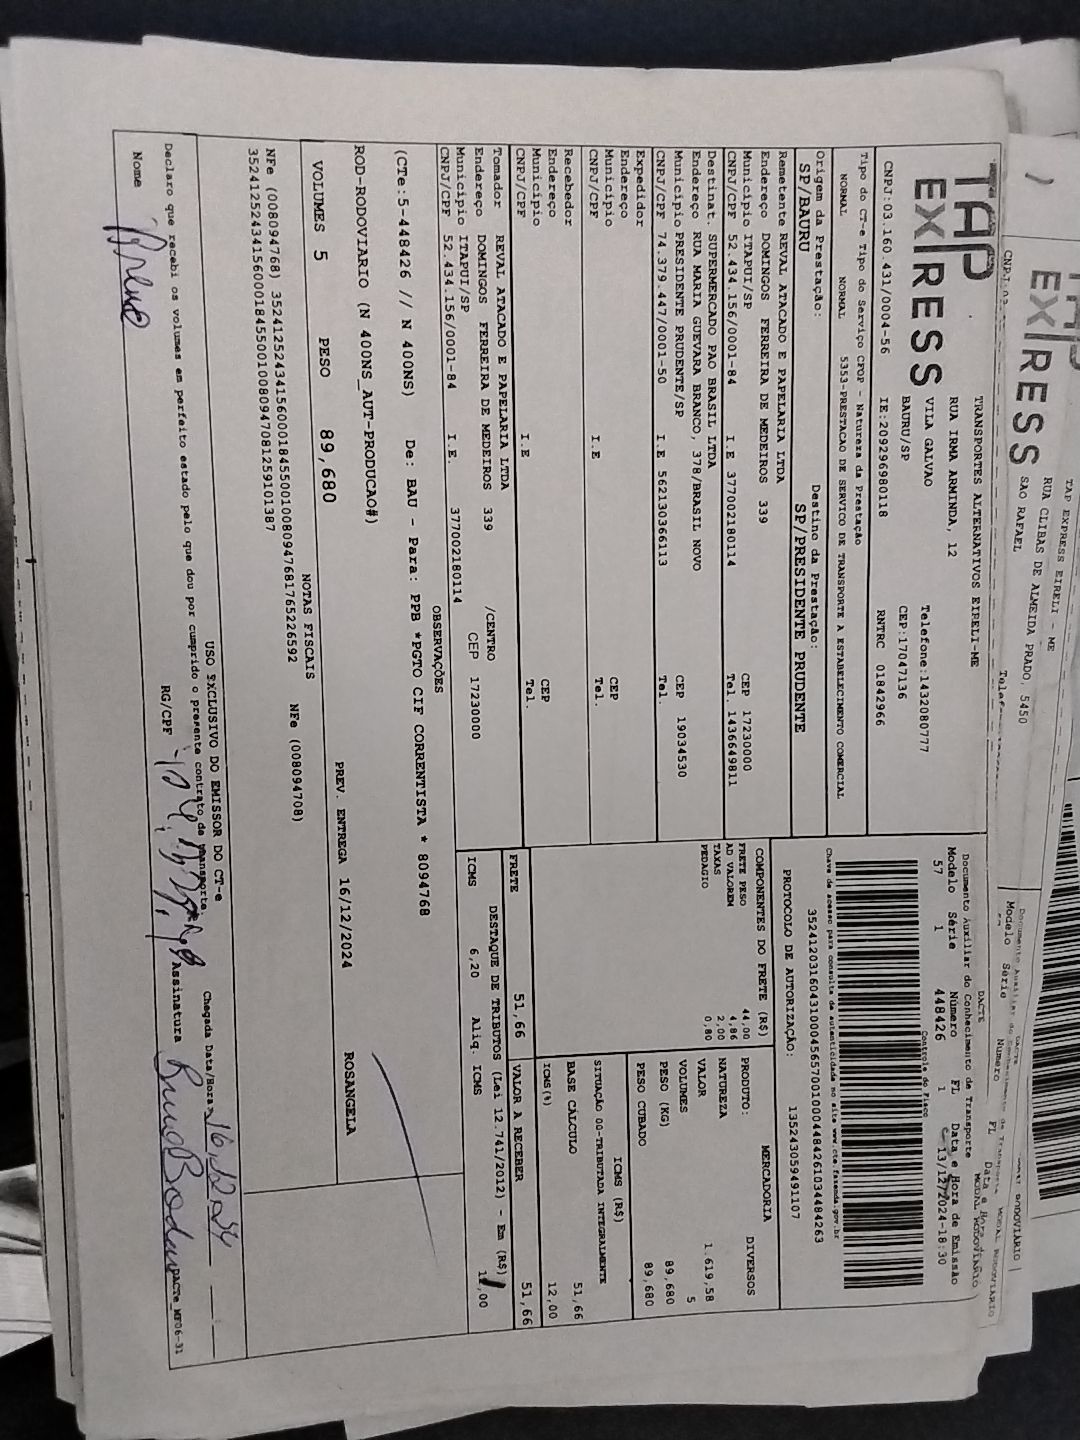 TAP EXPRESS EIRELI - ME
RUA CLIBAS DE ALMEIDA PRADO, 5450
SAO RAFAEL
EX|RESS
Modelo Série Número FL
TAP
EX|RESS
TRANSPORTES ALTERNATIVOS EIPELI-ME
RUA IRMA ARMINDA, 12
VILA GALVAO
BAURU/SP
Telefone:1432080777
CEP:17047136
CNPJ:03.160.431/0004-56 IE:209296980118 RNTRC 01842966
DACTE
Documento Auxiliar do Conhecimento de Transporte MODAL RODOVIÁRIO
Modelo Série Número FL Data e Hora de Emissão
57 1 448426 1 13/12/2024-18:30
Controle do Fisco
Tipo do CT-e Tipo do Serviço CFOP - Natureza da Prestação
NORMAL NORMAL 5353-PRESTACAO DE SERVICO DE TRANSPORTE A ESTABELECIMENTO COMERCIAL
Chave de acesso para consulta de autenticidade no site www.cte.fazenda.gov.br
35241203160431000456570010004484261034484263
PROTOCOLO DE AUTORIZAÇÃO: 135243059491107
Origem da Prestação: Destino da Prestação:
SP/BAURU SP/PRESIDENTE PRUDENTE
Remetente REVAL ATACADO E PAPELARIA LTDA
Endereço DOMINGOS FERREIRA DE MEDEIROS 339
Município ITAPUI/SP CEP 17230000
CNPJ/CPF 52.434.156/0001-84 I.E 377002180114 Tel. 1436649811
Destinat. SUPERMERCADO PAO BRASIL LTDA
Endereço RUA MARIA GUEVARA BRANCO, 378/BRASIL NOVO
Município PRESIDENTE PRUDENTE/SP CEP 19034530
CNPJ/CPF 74.379.447/0001-50 I.E 562130366113 Tel.
Expedidor
Endereço
Município CEP
CNPJ/CPF I.E Tel.
Recebedor
Endereço
Município CEP
CNPJ/CPF I.E Tel.
Tomador REVAL ATACADO E PAPELARIA LTDA
Endereço DOMINGOS FERREIRA DE MEDEIROS 339 /CENTRO
Município ITAPUI/SP CEP 17230000
CNPJ/CPF 52.434.156/0001-84 I.E. 377002180114
COMPONENTES DO FRETE (R$)
FRETE PESO 44,00
AD VALOREM 4,86
TAXAS 2,00
PEDAGIO 0,80
PRODUTO: MERCADORIA
NATUREZA DIVERSOS
VALOR 1.619,58
VOLUMES 5
PESO (KG) 89,680
PESO CUBADO 89,680
ICMS (R$)
SITUAÇÃO 00-TRIBUTADA INTEGRALMENTE
BASE CÁLCULO 51,66
ICMS(%) 12,00
FRETE 51,66 VALOR A RECEBER 51,66
DESTAQUE DE TRIBUTOS (Lei 12.741/2012) - Em (R$)
ICMS 6,20 Aliq. ICMS 12,00
OBSERVAÇÕES
(CTe:5-448426 // N 400NS) De: BAU - Para: PPB *PGTO CIF CORRENTISTA * 8094768
ROD-RODOVIARIO (N 400NS_AUT-PRODUCAO#)
ROSANGELA
VOLUMES 5 PESO 89,680 PREV. ENTREGA 16/12/2024
NOTAS FISCAIS
NFe (008094768) 35241252434156000184550010080947681765226592 NFe (008094708)
35241252434156000184550010080947081259101387
USO EXCLUSIVO DO EMISSOR DO CT-e
Declaro que recebi os volumes em perfeito estado pelo que dou por cumprido o presente contrato de transporte. Chegada Data/Hora: 16.12.24
Nome RG/CPF Assinatura
DACTe_MF06-31